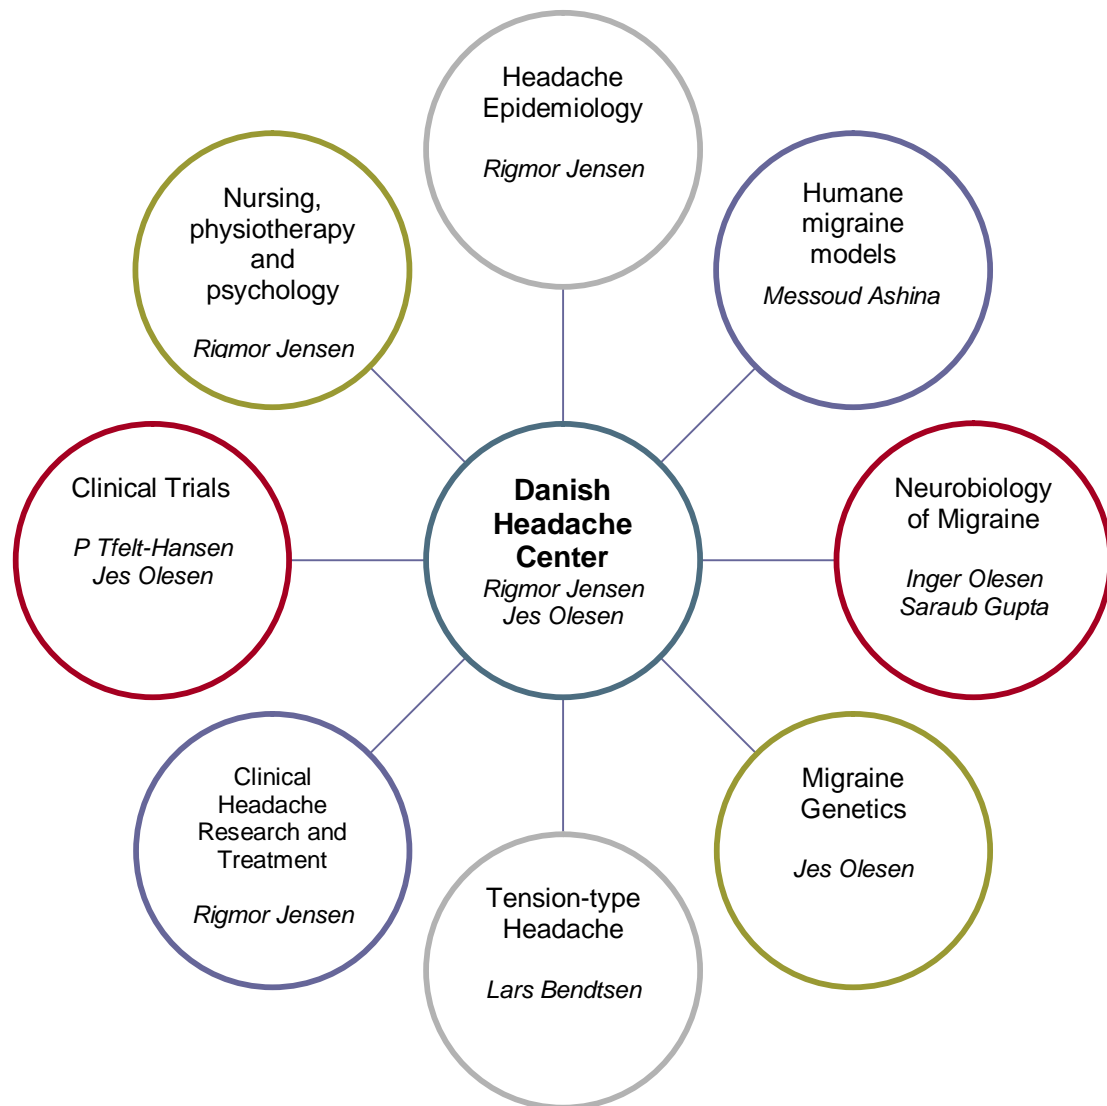 Headache
Epidemiology
Rigmor Jensen
Humane
migraine
models
Messoud Ashina
Neurobiology
of Migraine
Inger Olesen
Saraub Gupta
Migraine
Genetics
Jes Olesen
Tension-type
Headache
Lars Bendtsen
Clinical
Headache
Research and
Treatment
Rigmor Jensen
Clinical Trials
P Tfelt-Hansen
Jes Olesen
Nursing,
physiotherapy
and
psychology
Rigmor Jensen
Danish
Headache
Center
Rigmor Jensen
Jes Olesen